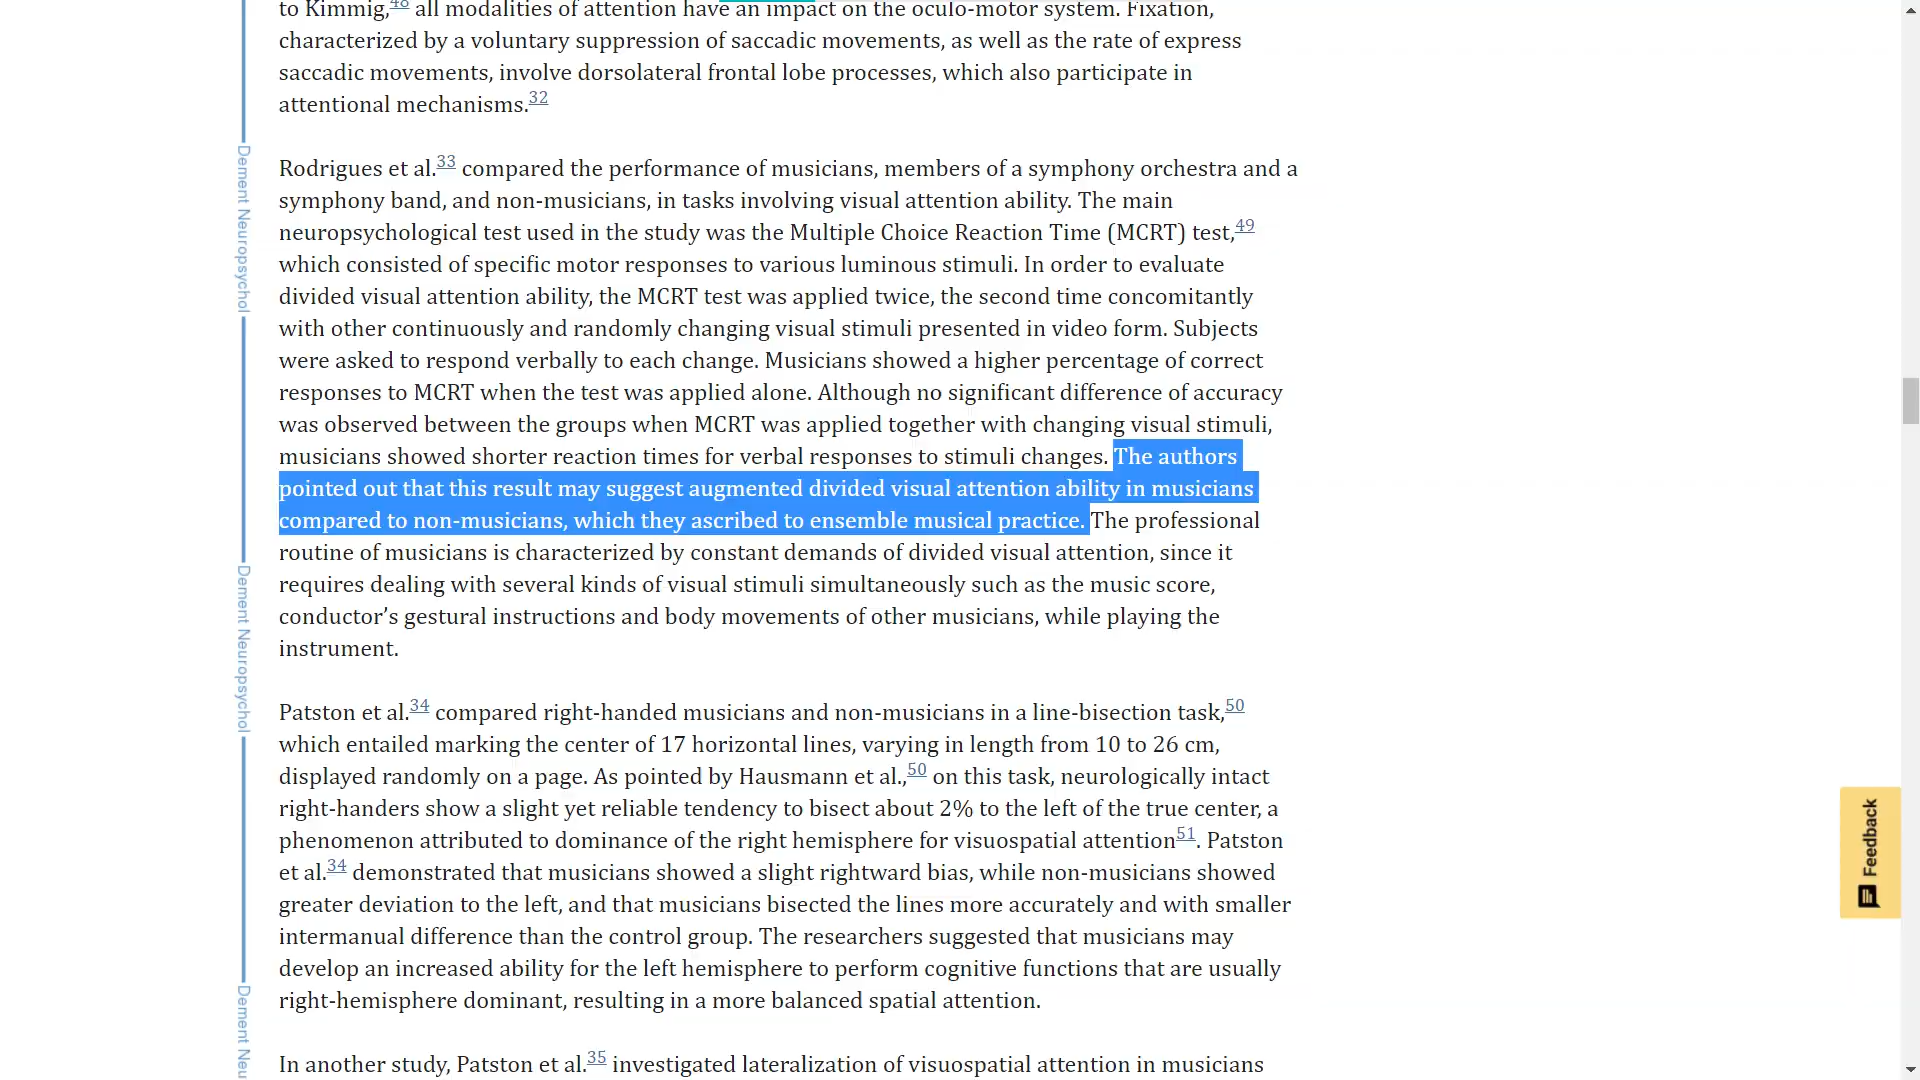 to Kimmig,48 all modalities of attention have an impact on the oculo-motor system. Fixation,
characterized by a voluntary suppression of saccadic movements, as well as the rate of express
saccadic movements, involve dorsolateral frontal lobe processes, which also participate in
attentional mechanisms.32
Rodrigues et al.33 compared the performance of musicians, members of a symphony orchestra and a
symphony band, and non-musicians, in tasks involving visual attention ability. The main
neuropsychological test used in the study was the Multiple Choice Reaction Time (MCRT) test,49
which consisted of specific motor responses to various luminous stimuli. In order to evaluate
divided visual attention ability, the MCRT test was applied twice, the second time concomitantly
with other continuously and randomly changing visual stimuli presented in video form. Subjects
were asked to respond verbally to each change. Musicians showed a higher percentage of correct
responses to MCRT when the test was applied alone. Although no significant difference of accuracy
was observed between the groups when MCRT was applied together with changing visual stimuli,
musicians showed shorter reaction times for verbal responses to stimuli changes. The authors
pointed out that this result may suggest augmented divided visual attention ability in musicians
compared to non-musicians, which they ascribed to ensemble musical practice. The professional
routine of musicians is characterized by constant demands of divided visual attention, since it
requires dealing with several kinds of visual stimuli simultaneously such as the music score,
conductor’s gestural instructions and body movements of other musicians, while playing the
instrument.
Patston et al.34 compared right-handed musicians and non-musicians in a line-bisection task,50
which entailed marking the center of 17 horizontal lines, varying in length from 10 to 26 cm,
displayed randomly on a page. As pointed by Hausmann et al.,50 on this task, neurologically intact
right-handers show a slight yet reliable tendency to bisect about 2% to the left of the true center, a
phenomenon attributed to dominance of the right hemisphere for visuospatial attention51. Patston
et al.34 demonstrated that musicians showed a slight rightward bias, while non-musicians showed
greater deviation to the left, and that musicians bisected the lines more accurately and with smaller
intermanual difference than the control group. The researchers suggested that musicians may
develop an increased ability for the left hemisphere to perform cognitive functions that are usually
right-hemisphere dominant, resulting in a more balanced spatial attention.
In another study, Patston et al.35 investigated lateralization of visuospatial attention in musicians
Dement Neuropsychol
Dement Neuropsychol
Dement Neu
Feedback